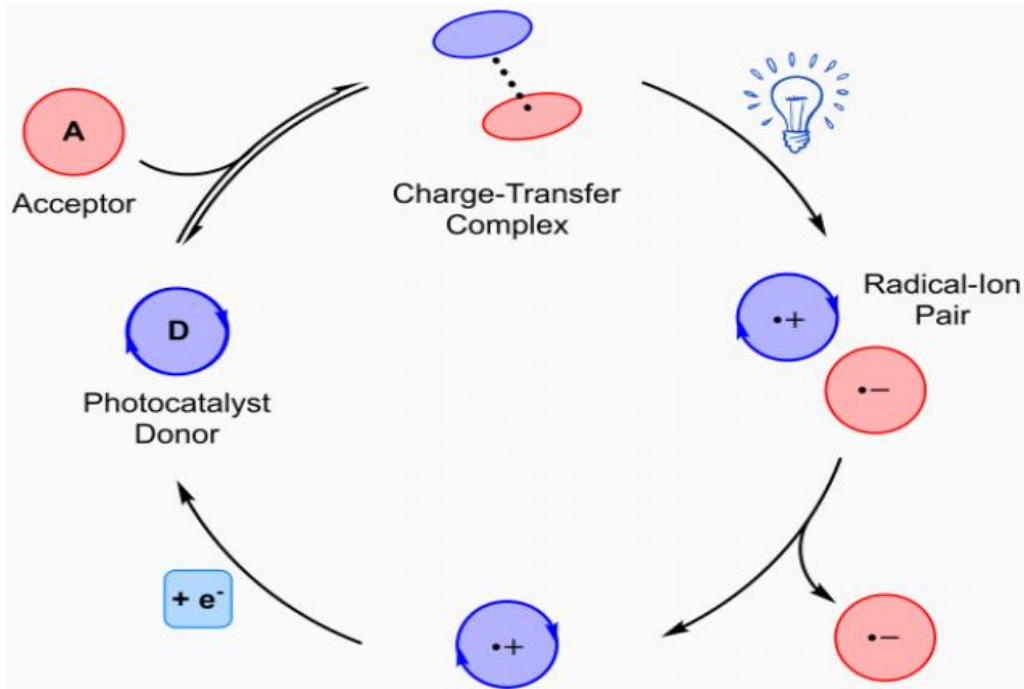 A
Acceptor
Charge-Transfer
Complex
Radical-Ion
Pair
•+
•−
D
Photocatalyst
Donor
+ e⁻
•+
•−